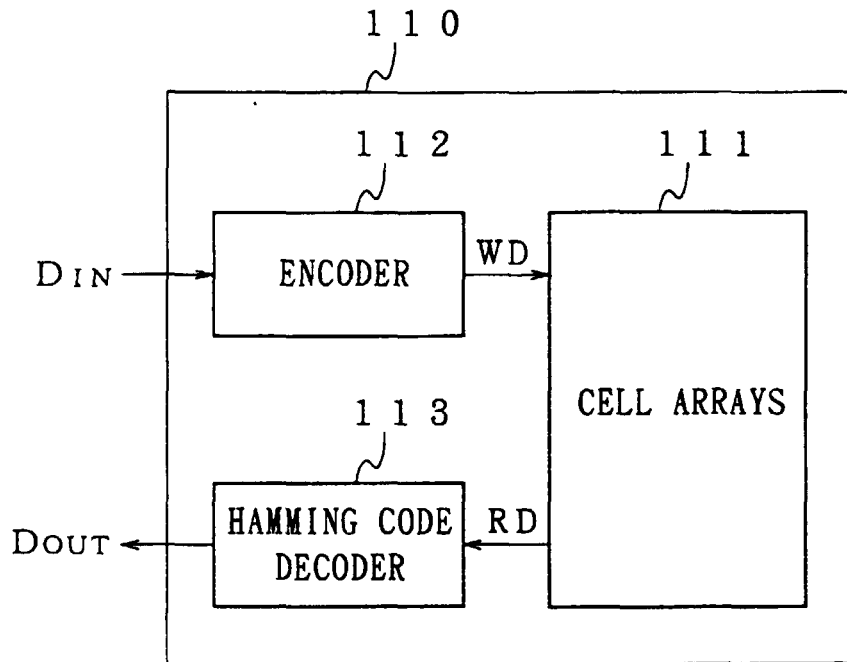 110
112
111
DIN
ENCODER
WD
CELL ARRAYS
113
DOUT
HAMMING CODE
DECODER
RD